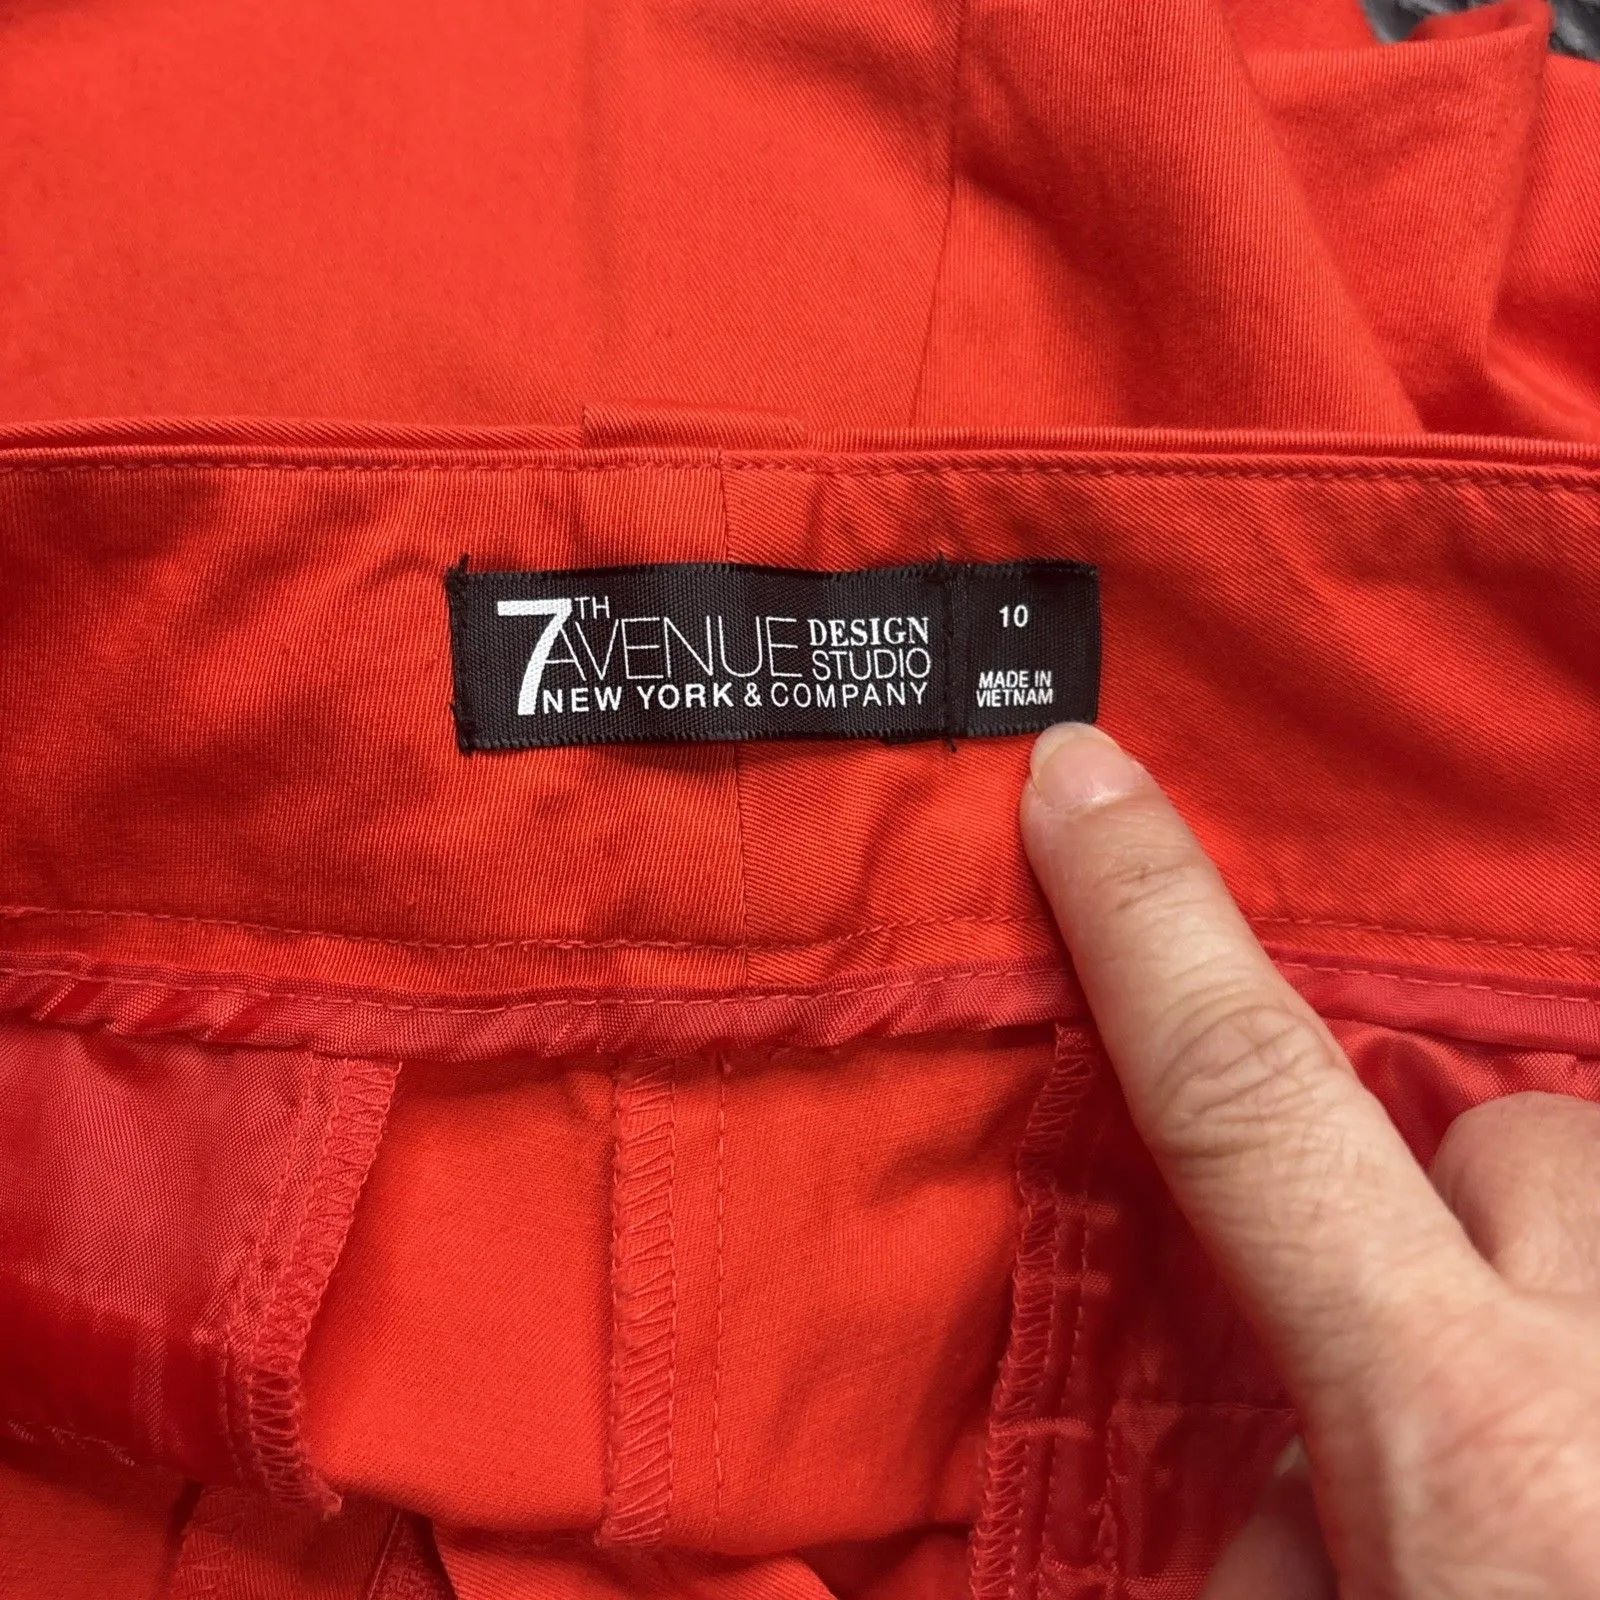 7TH
AVENUE DESIGN
STUDIO
NEW YORK & COMPANY
10
MADE IN
VIETNAM